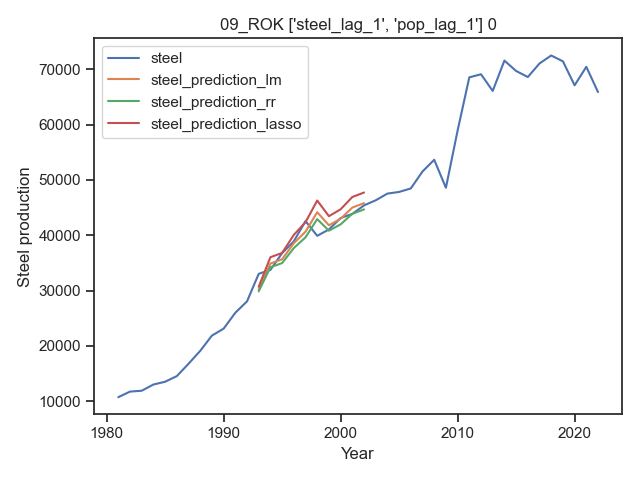 09_ROK ['steel_lag_1', 'pop_lag_1'] 0
steel
steel_prediction_lm
steel_prediction_rr
steel_prediction_lasso
Steel production
70000
60000
50000
40000
30000
20000
10000
1980 1990 2000 2010 2020
Year